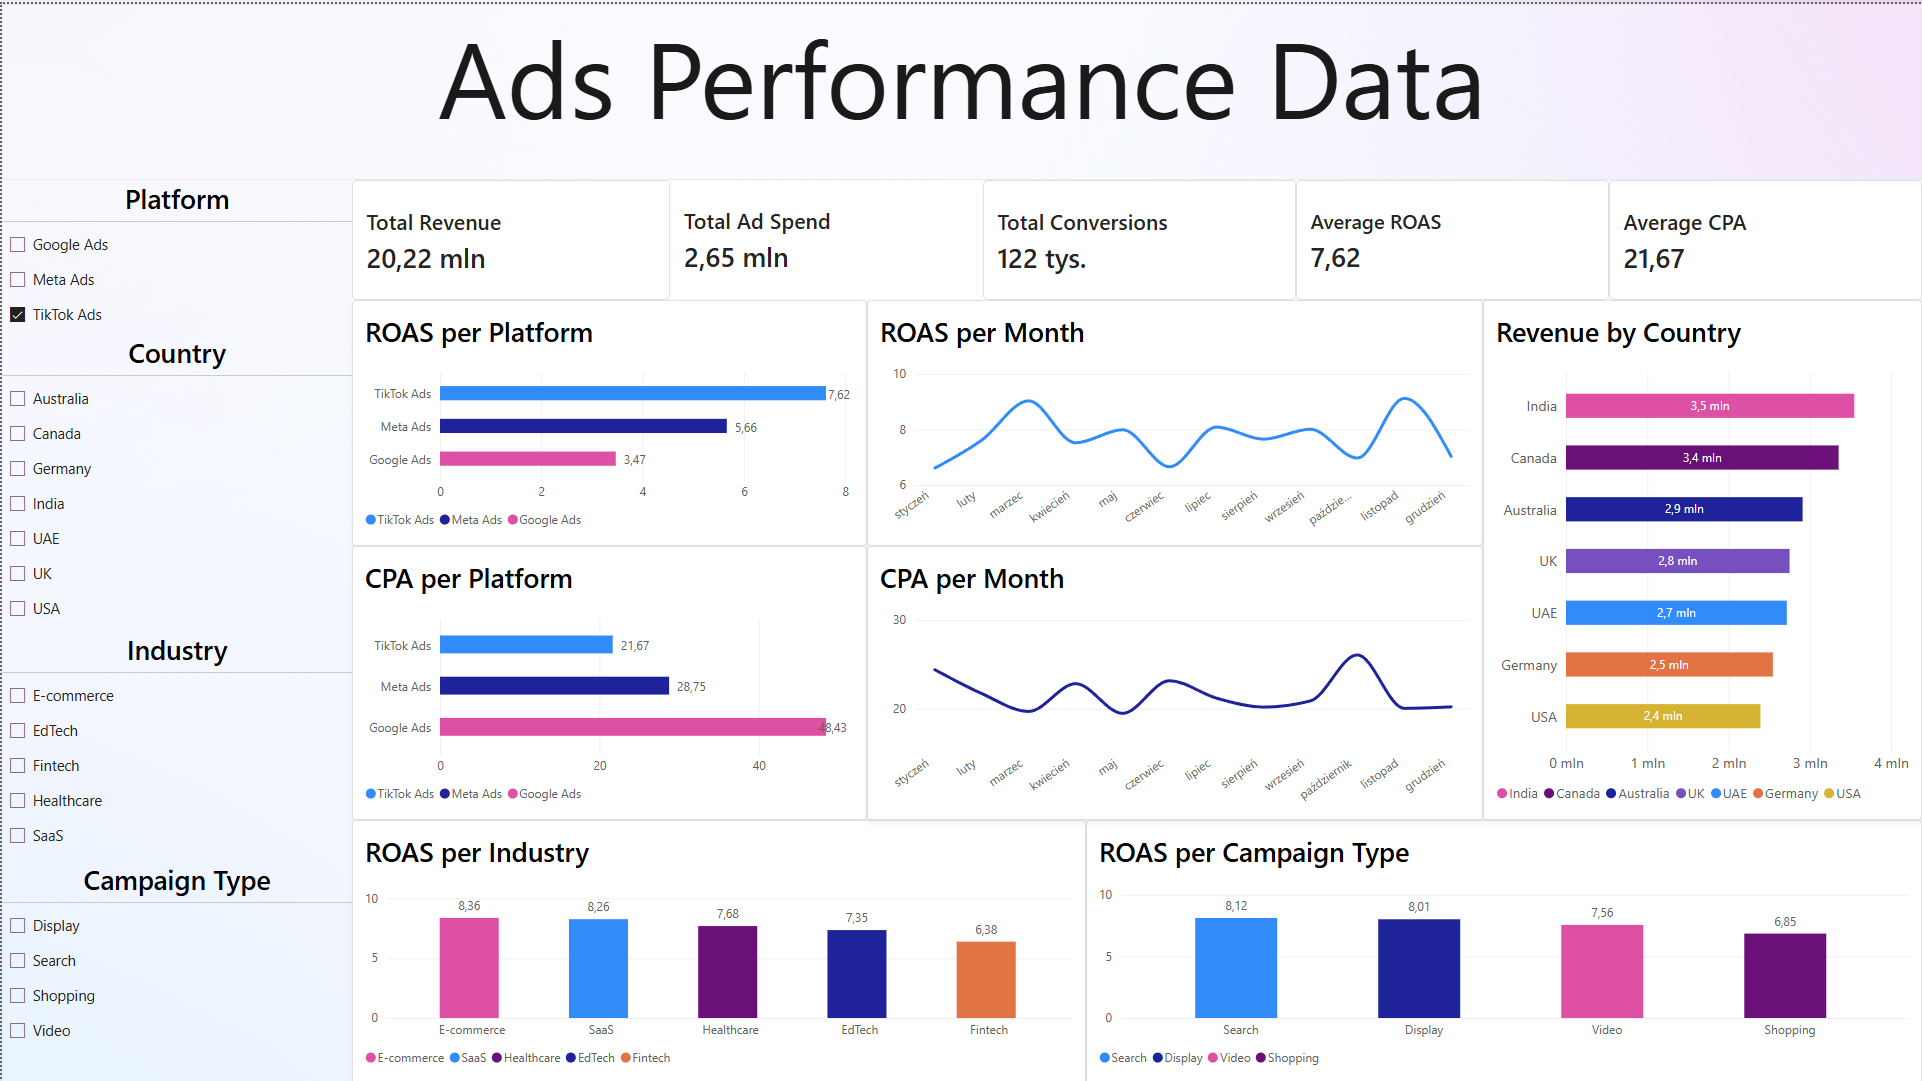 Ads Performance Data
Platform
Google Ads
Meta Ads
TikTok Ads
Country
Australia
Canada
Germany
India
UAE
UK
USA
Industry
E-commerce
EdTech
Fintech
Healthcare
SaaS
Campaign Type
Display
Search
Shopping
Video
Total Revenue
20,22 mln
Total Ad Spend
2,65 mln
Total Conversions
122 tys.
Average ROAS
7,62
Average CPA
21,67
ROAS per Platform
TikTok Ads 7,62
Meta Ads 5,66
Google Ads 3,47
0 2 4 6 8
TikTok Ads Meta Ads Google Ads
ROAS per Month
10
8
6
styczeń luty marzec kwiecień maj czerwiec lipiec sierpień wrzesień paździe... listopad grudzień
Revenue by Country
India 3,5 mln
Canada 3,4 mln
Australia 2,9 mln
UK 2,8 mln
UAE 2,7 mln
Germany 2,5 mln
USA 2,4 mln
0 mln 1 mln 2 mln 3 mln 4 mln
India Canada Australia UK UAE Germany USA
CPA per Platform
TikTok Ads 21,67
Meta Ads 28,75
Google Ads 48,43
0 20 40
TikTok Ads Meta Ads Google Ads
CPA per Month
30
20
styczeń luty marzec kwiecień maj czerwiec lipiec sierpień wrzesień październik listopad grudzień
ROAS per Industry
10
5
0
8,36 8,26 7,68 7,35 6,38
E-commerce SaaS Healthcare EdTech Fintech
E-commerce SaaS Healthcare EdTech Fintech
ROAS per Campaign Type
10
5
0
8,12 8,01 7,56 6,85
Search Display Video Shopping
Search Display Video Shopping